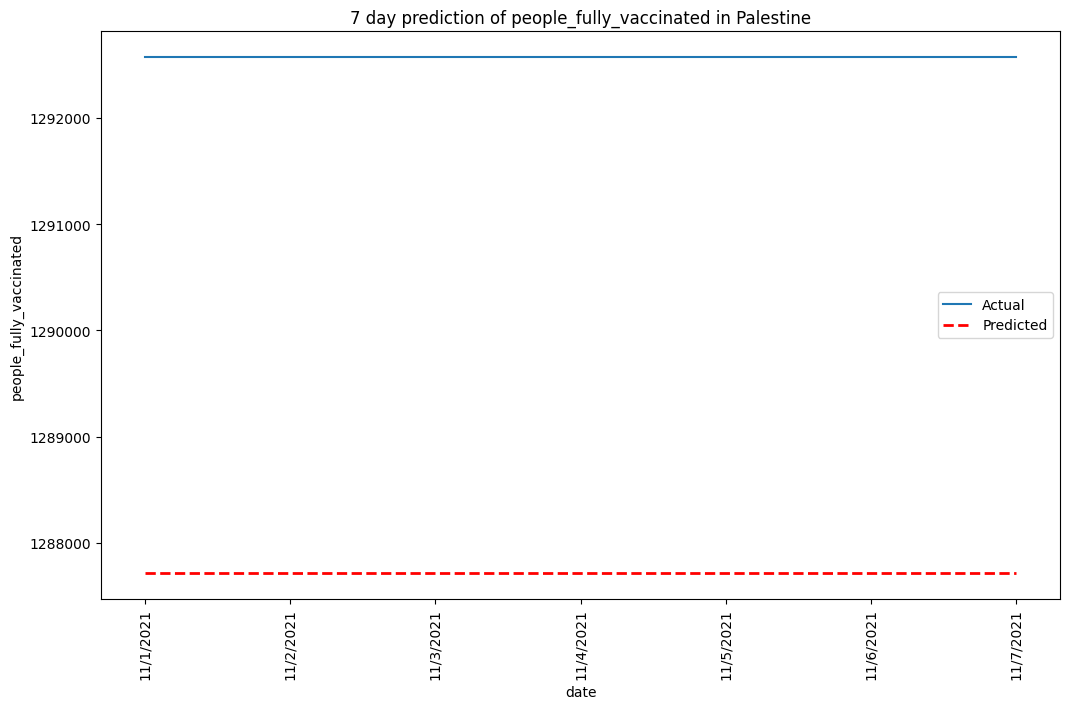 7 day prediction of people_fully_vaccinated in Palestine
people_fully_vaccinated
1292000
1291000
1290000
1289000
1288000
Actual
Predicted
11/1/2021
11/2/2021
11/3/2021
11/4/2021
11/5/2021
11/6/2021
11/7/2021
date